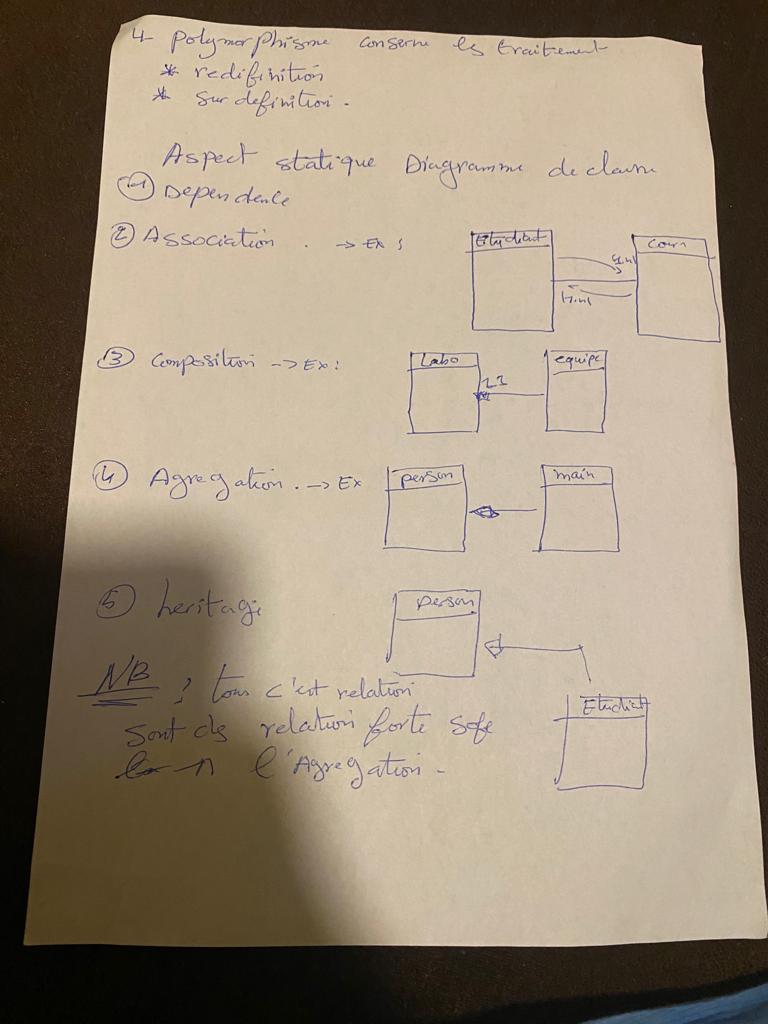 4- Polymorphisme conserne les traitement
* redifinition
* Sur definition.
Aspect statique Diagramme de classe
① Dependence
② Association . → Ex :
Etudiant
Cours
1..n
1..n
③ Composition → Ex :
Labo
equipe
1.1
④ Agregation . → Ex
person
main
⑤ heritage
person
Etudiant
NB : tous c'est relation
sont des relation forte sofe
l'Agregation -